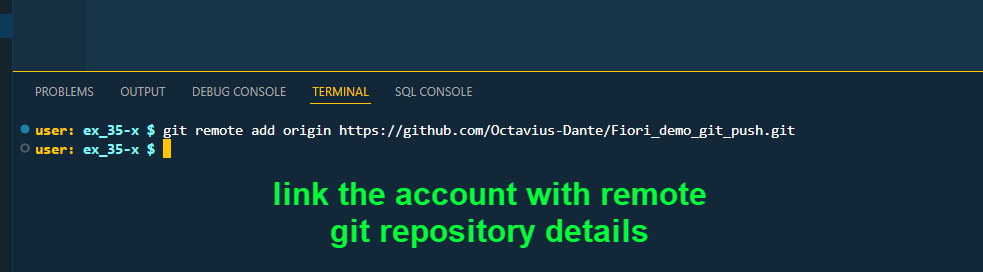 PROBLEMS OUTPUT DEBUG CONSOLE TERMINAL SQL CONSOLE
user: ex_35-x $ git remote add origin https://github.com/Octavius-Dante/Fiori_demo_git_push.git
user: ex_35-x $
link the account with remote
git repository details